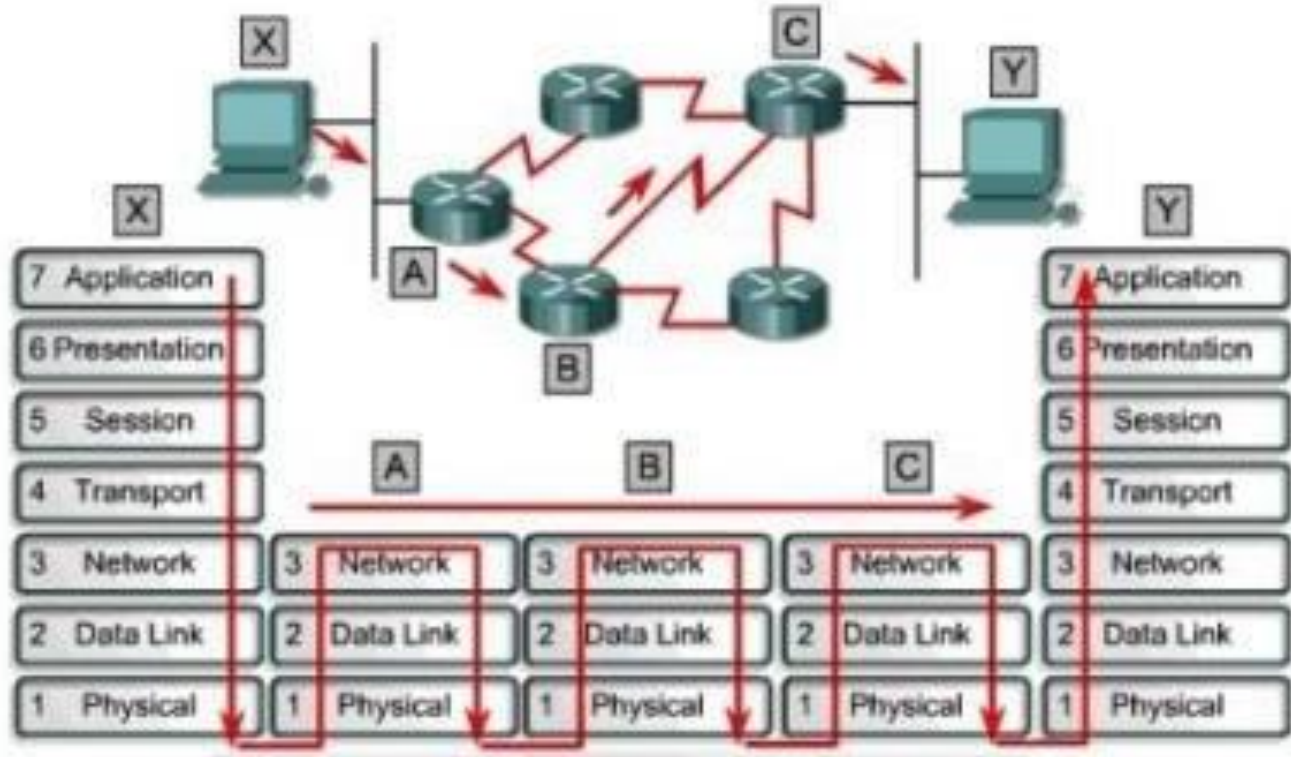 X
C
Y
X
A
B
Y
7 Application
7 Application
6 Presentation
6 Presentation
5 Session
5 Session
A
B
C
4 Transport
4 Transport
3 Network
3 Network
3 Network
3 Network
3 Network
2 Data Link
2 Data Link
2 Data Link
2 Data Link
2 Data Link
1 Physical
1 Physical
1 Physical
1 Physical
1 Physical